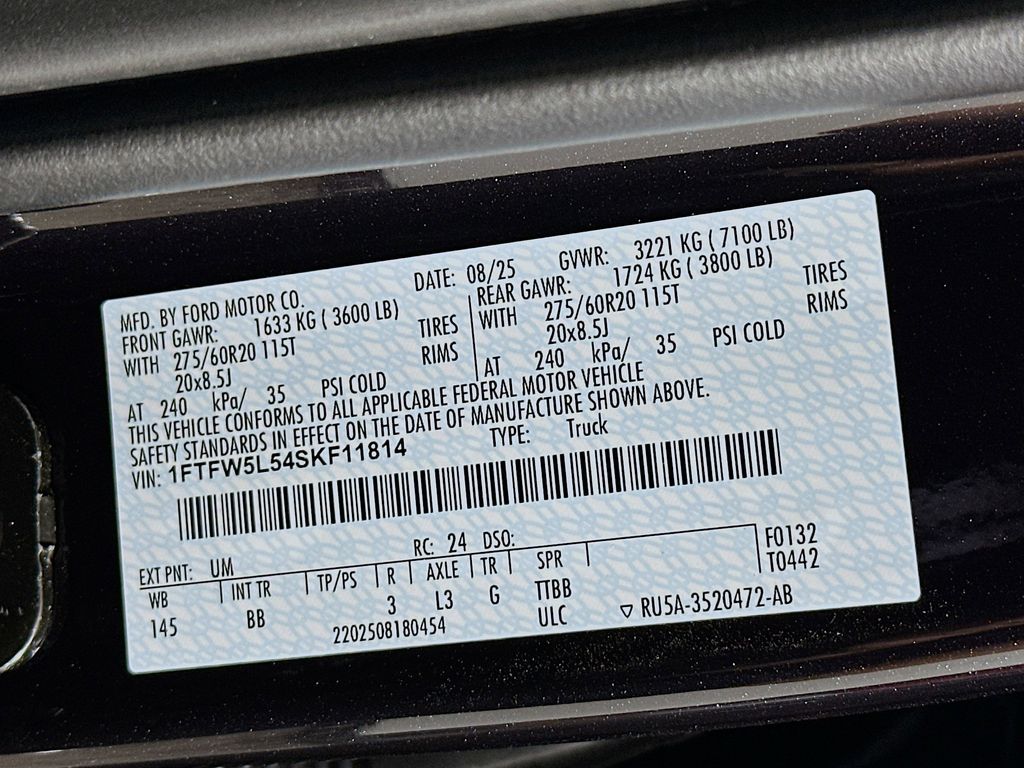 MFD. BY FORD MOTOR CO. DATE: 08/25 GVWR: 3221 KG ( 7100 LB)
FRONT GAWR: 1633 KG ( 3600 LB) REAR GAWR: 1724 KG ( 3800 LB)
WITH 275/60R20 115T TIRES WITH 275/60R20 115T TIRES
20x8.5J RIMS 20x8.5J RIMS
AT 240 kPa/ 35 PSI COLD AT 240 kPa/ 35 PSI COLD
THIS VEHICLE CONFORMS TO ALL APPLICABLE FEDERAL MOTOR VEHICLE
SAFETY STANDARDS IN EFFECT ON THE DATE OF MANUFACTURE SHOWN ABOVE.
VIN: 1FTFW5L54SKF11814 TYPE: Truck
EXT PNT: UM RC: 24 DSO: F0132
WB INT TR TP/PS R AXLE TR SPR T0442
145 BB 3 L3 G TTBB
2202508180454 ULC ▽ RU5A-3520472-AB